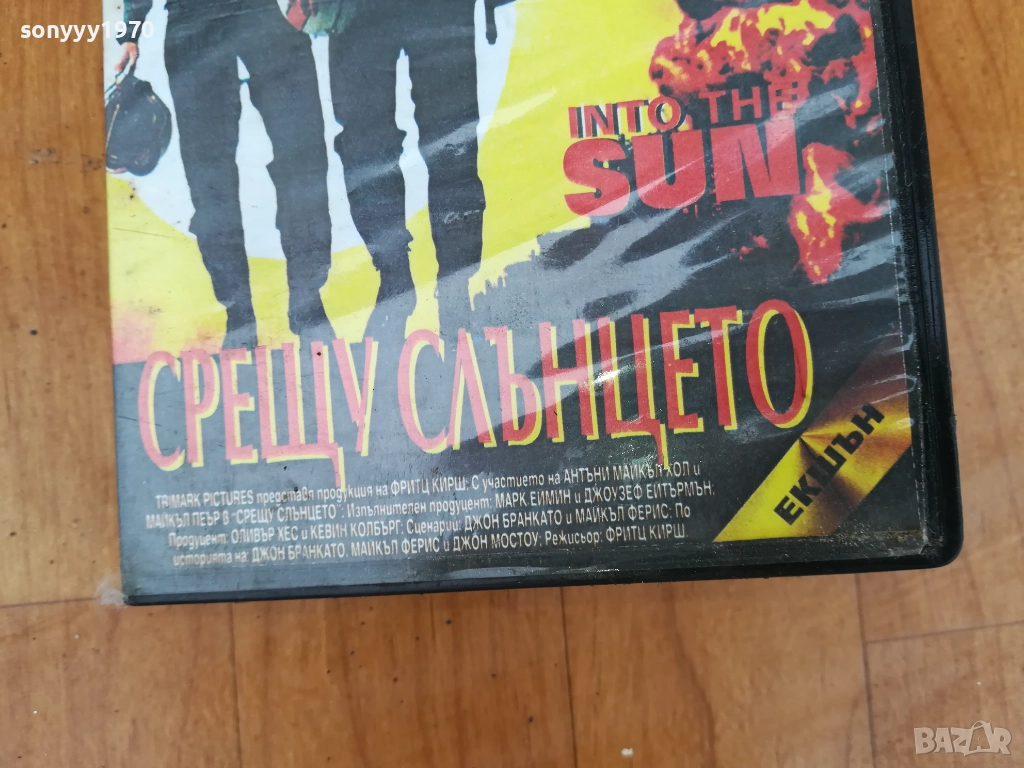 sonyyy1970
INTO THE
SUN
СРЕЩУ СЛЪНЦЕТО
ЕКШЪН
TRIMARK PICTURES представя продукция на ФРИТЦ КИРШ. С участието на АНТЪНИ МАЙКЪЛ ХОЛ и
МАЙКЪЛ ПЕЪР В "СРЕЩУ СЛЪНЦЕТО". Изпълнителен продуцент: МАРК ЕЙМИН и ДЖОУЗЕФ ЕЙТЪРМЪН.
Продуцент: ОЛИВЪР ХЕС и КЕВИН КОЛБЪРГ. Сценарий: ДЖОН БРАНКАТО и МАЙКЪЛ ФЕРИС. По
историята на: ДЖОН БРАНКАТО, МАЙКЪЛ ФЕРИС и ДЖОН МОСТОУ. Режисьор: ФРИТЦ КИРШ.
BAZAR